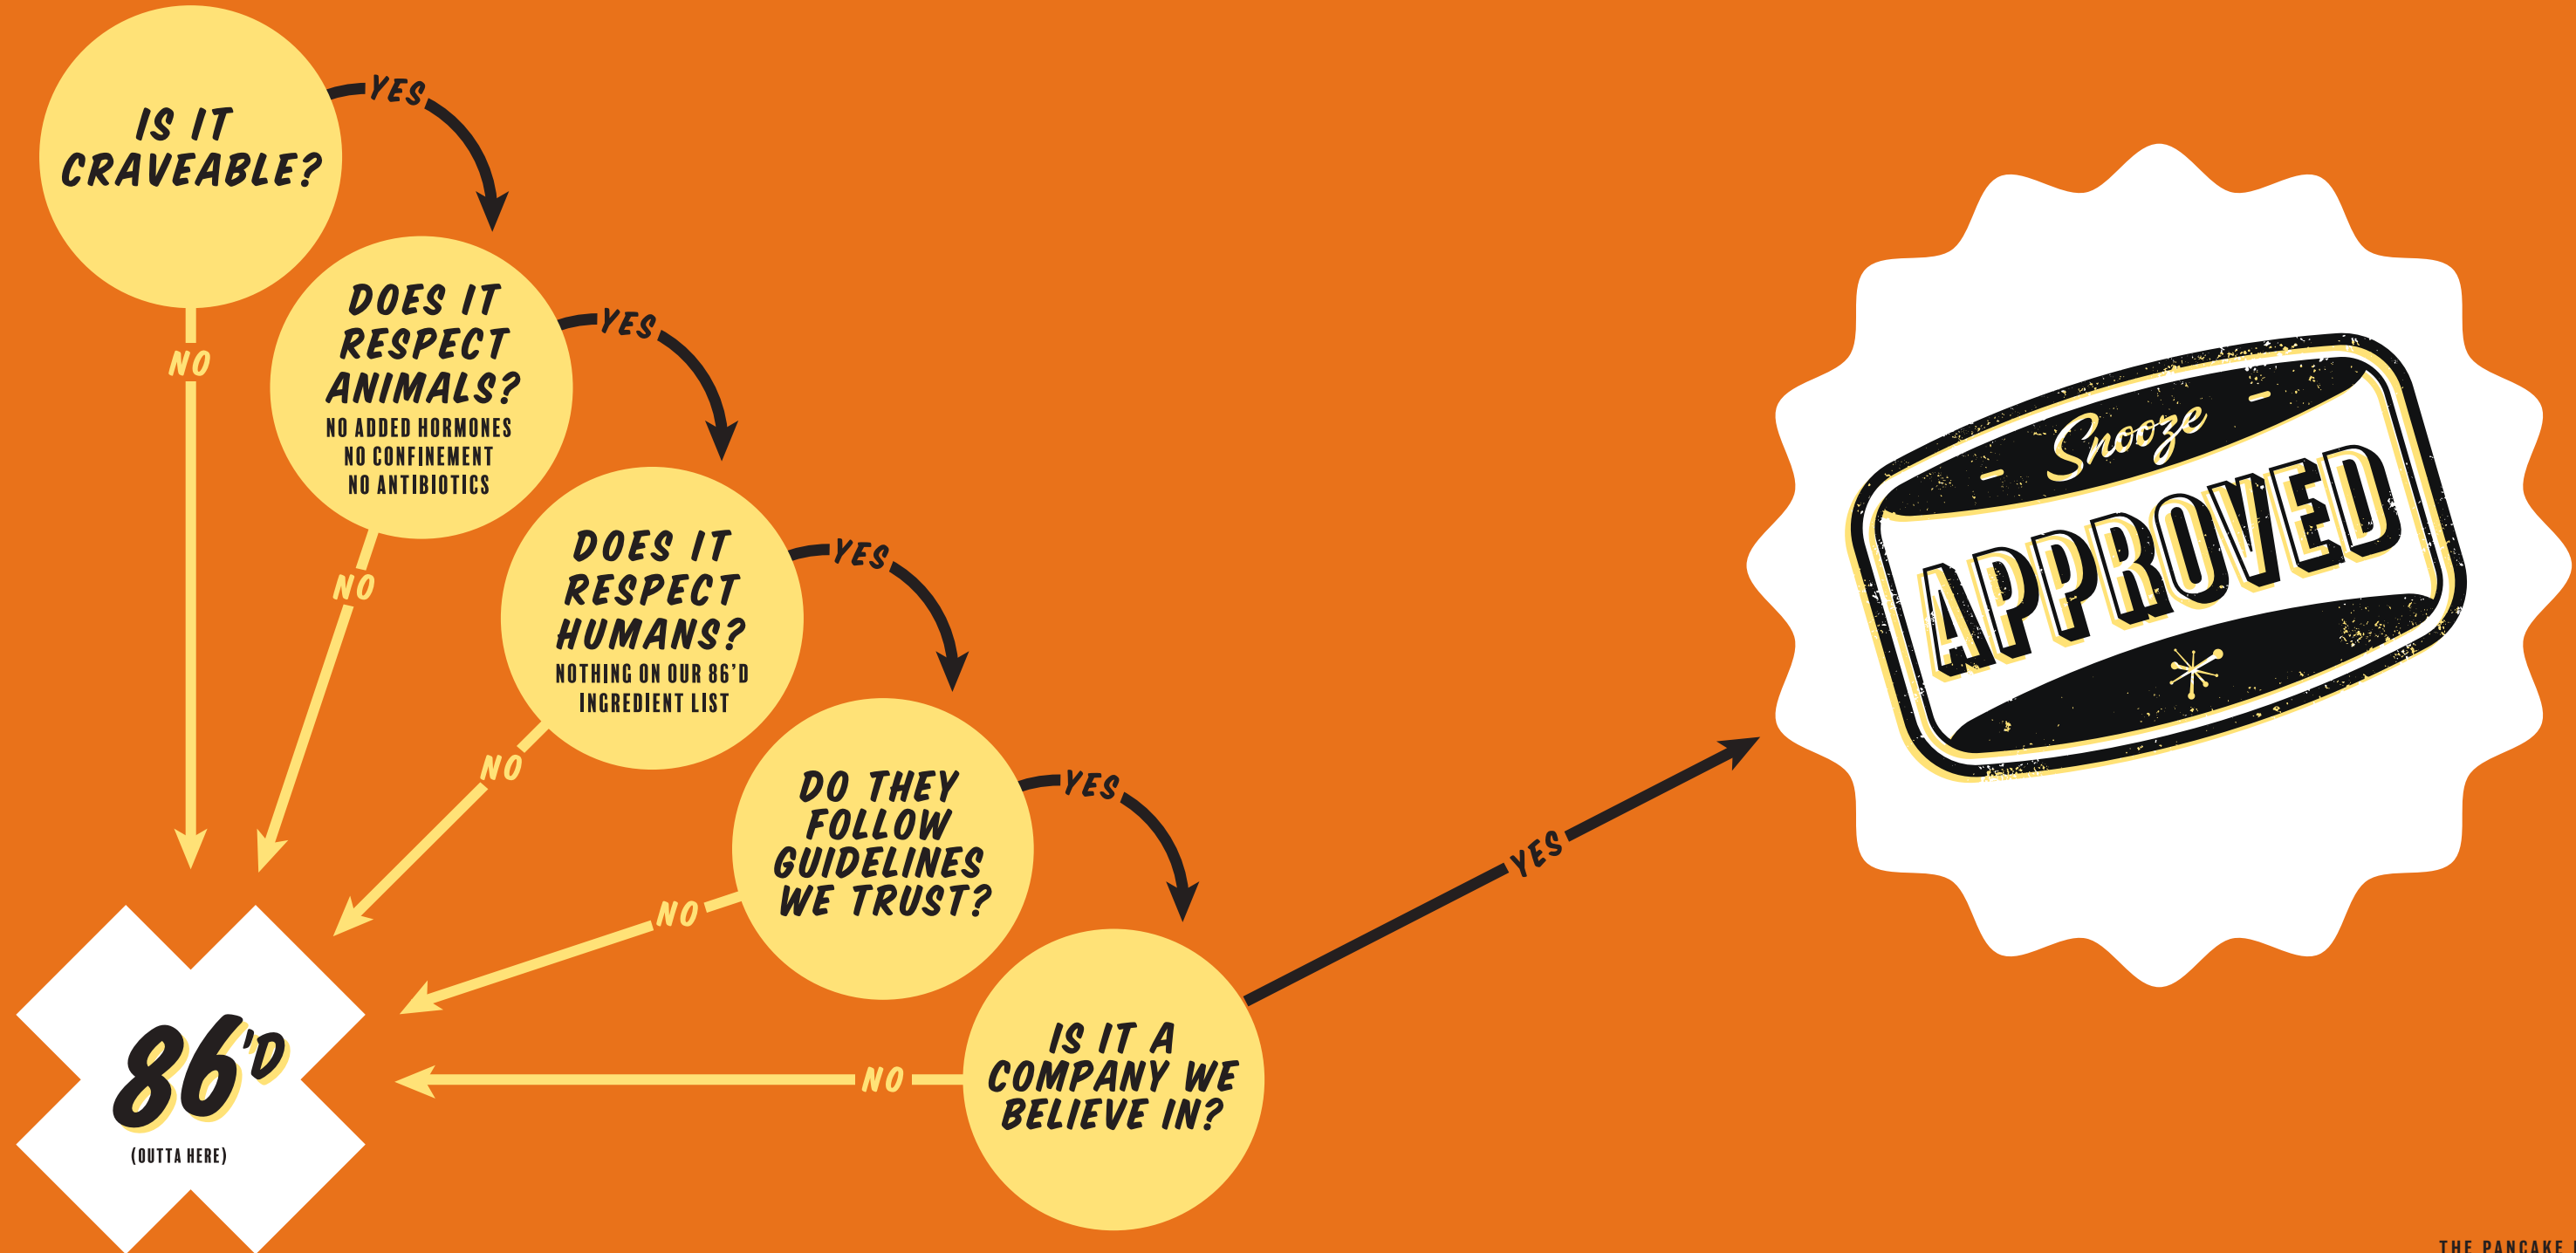 IS IT
CRAVEABLE?
YES
NO
DOES IT
RESPECT
ANIMALS?
NO ADDED HORMONES
NO CONFINEMENT
NO ANTIBIOTICS
YES
NO
DOES IT
RESPECT
HUMANS?
NOTHING ON OUR 86'D
INGREDIENT LIST
YES
NO
DO THEY
FOLLOW
GUIDELINES
WE TRUST?
YES
NO
IS IT A
COMPANY WE
BELIEVE IN?
YES
NO
86'D
(OUTTA HERE)
Snooze
APPROVED
THE PANCAKE